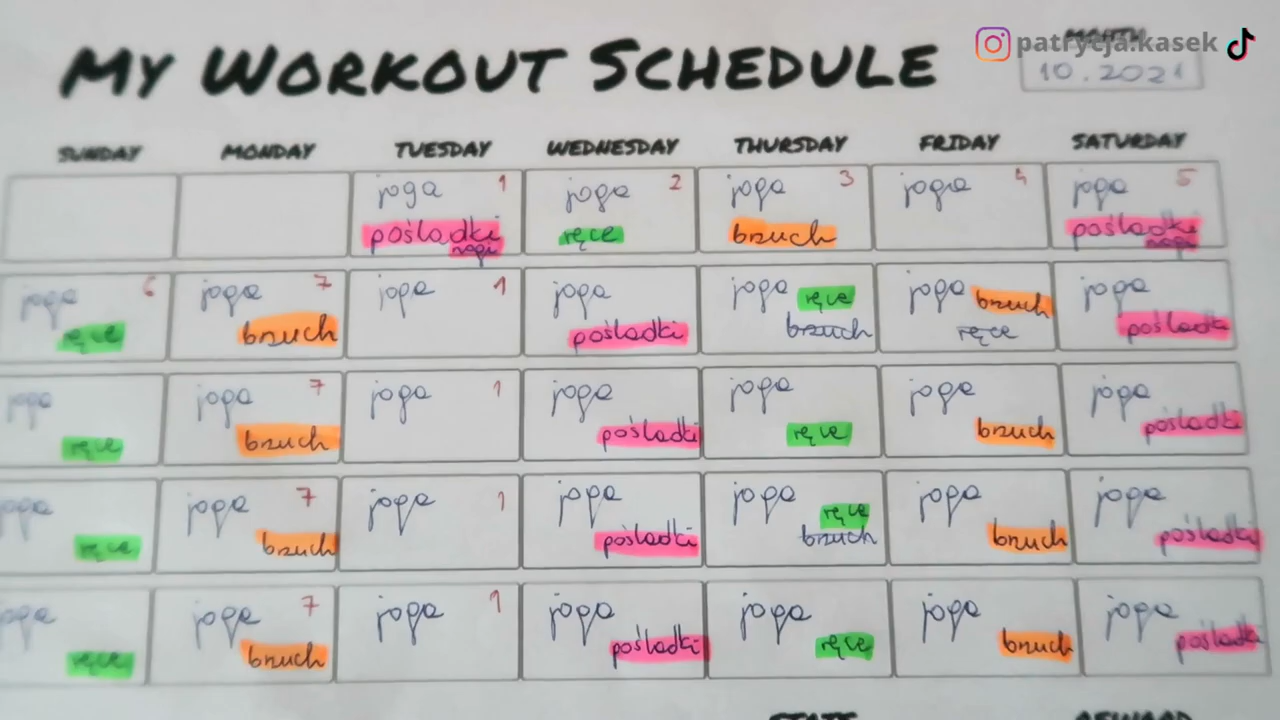 patrycja.kasek
MY WORKOUT SCHEDULE
MONTH
10.2021
SUNDAY MONDAY TUESDAY WEDNESDAY THURSDAY FRIDAY SATURDAY
joga 1 joga 2 joga 3 joga 4 joga 5
pośladki ręce brzuch pośladki
nogi nogi
joga 6 joga 7 joga 1 joga joga ręce joga brzuch joga
ręce brzuch pośladki brzuch ręce pośladki
joga joga 7 joga 1 joga joga joga joga
ręce brzuch pośladki ręce brzuch pośladki
joga joga 7 joga 1 joga joga ręce joga joga
ręce brzuch pośladki brzuch brzuch pośladki
joga joga 7 joga 1 joga joga joga joga
ręce brzuch pośladki ręce brzuch pośladki